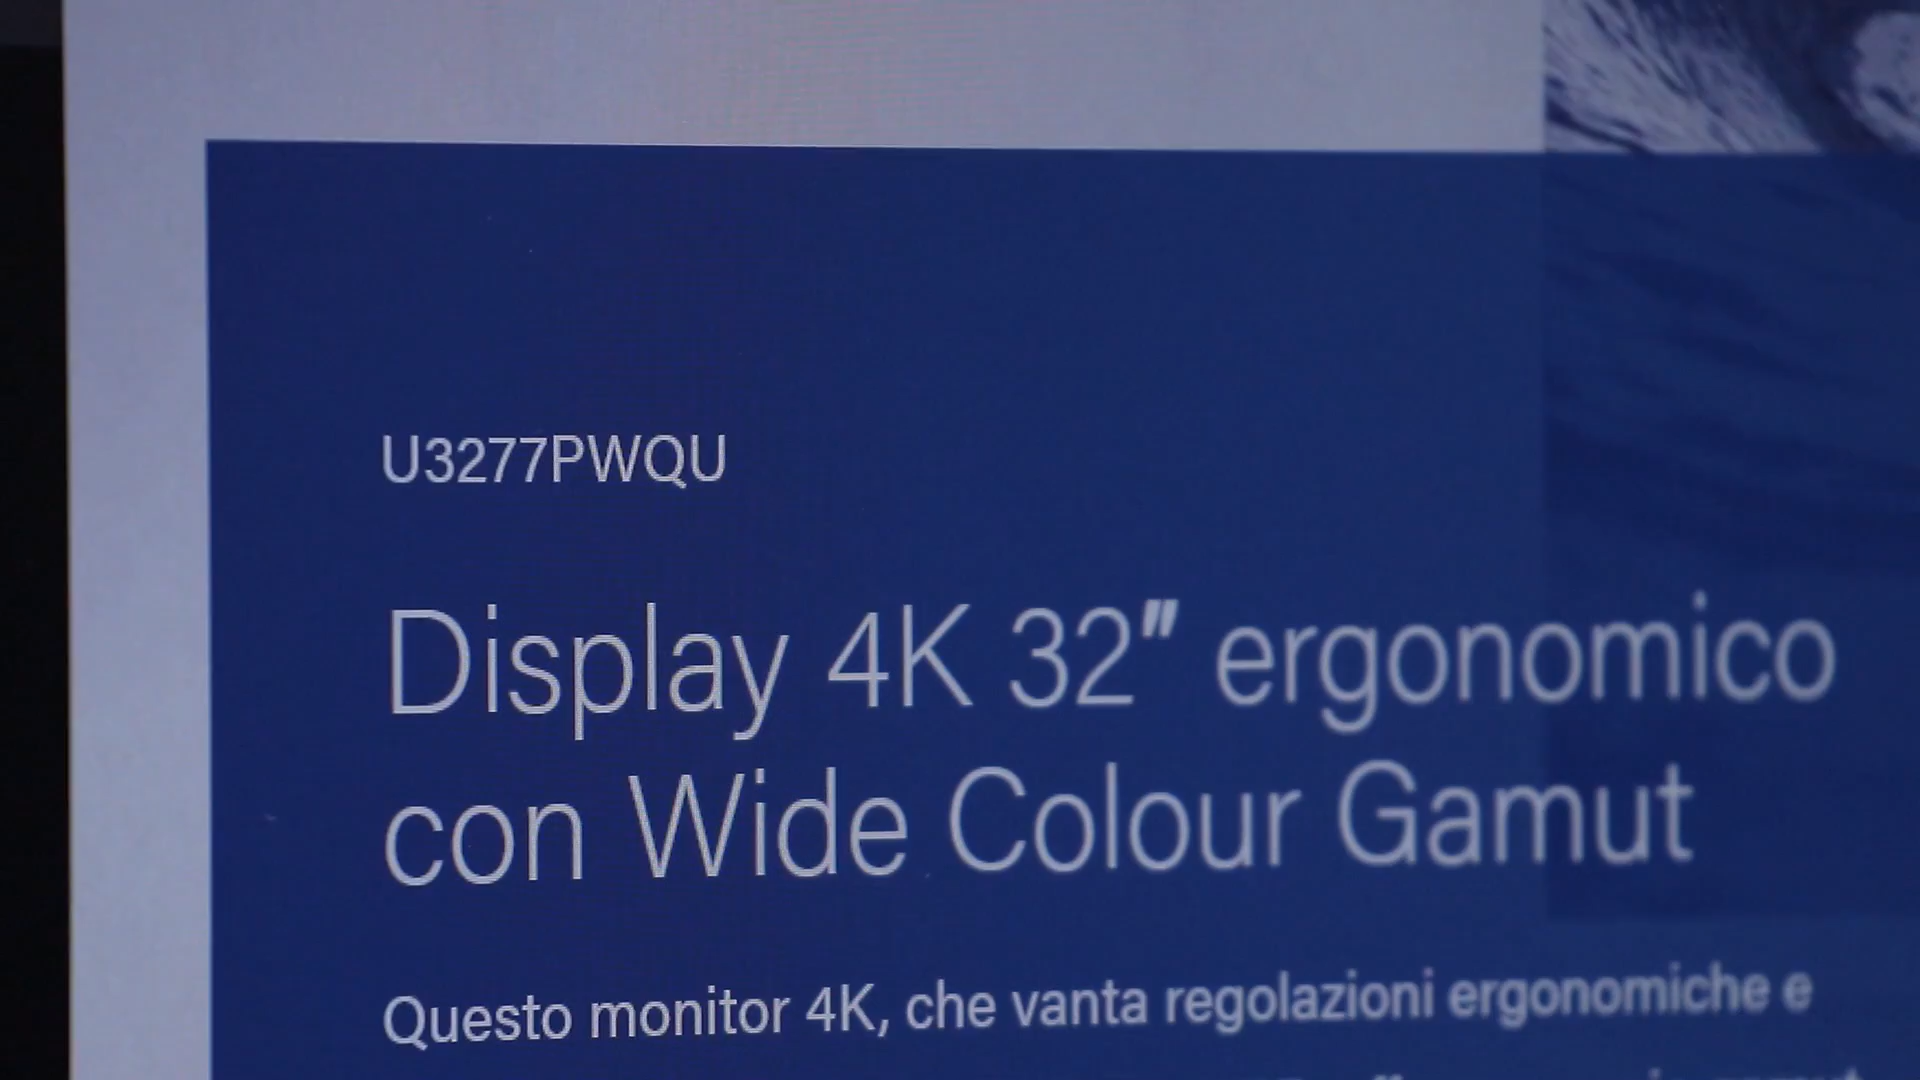 U3277PWQU
Display 4K 32" ergonomico
con Wide Colour Gamut
Questo monitor 4K, che vanta regolazioni ergonomiche e